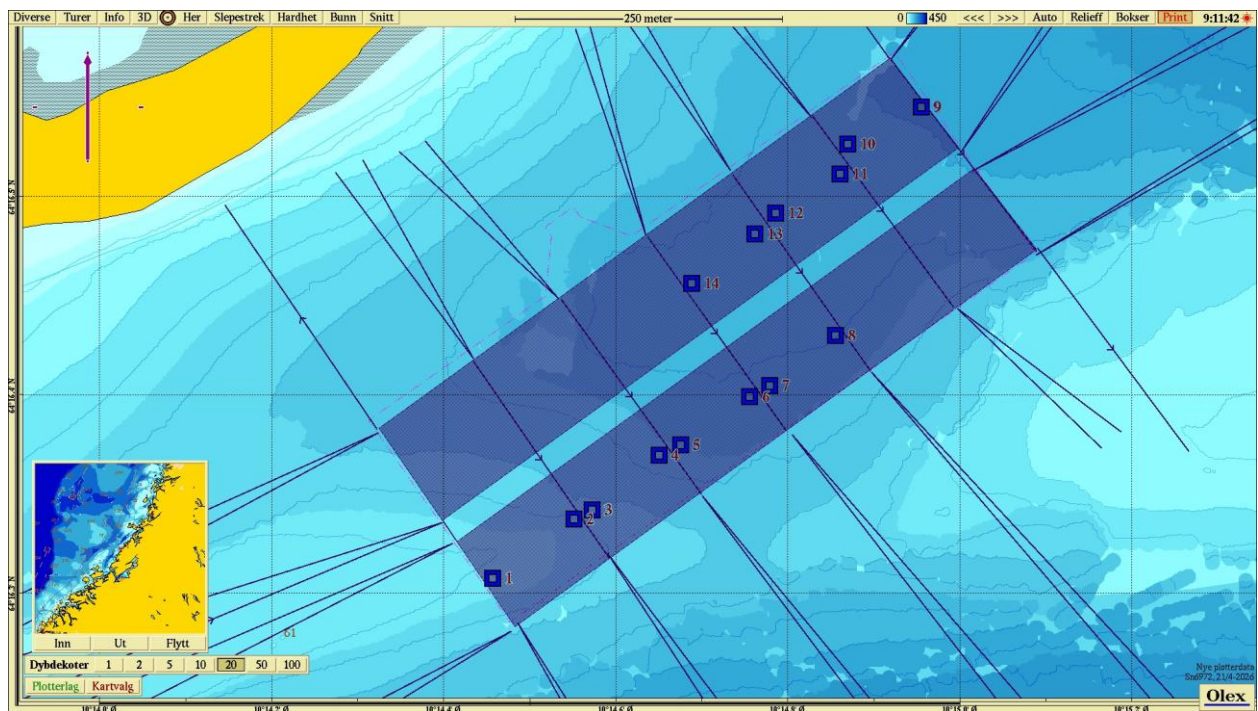 Diverse Turer Info 3D Her Slepestrek Hardhet Bunn Snitt 250 meter 0 450 <<< >>> Auto Relieff Bokser Print 9:11:42
9
10
11
12
13
14
8
7
6
5
4
3
2
1
61
Inn Ut Flytt
Dybdekoter 1 2 5 10 20 50 100
Plotterlag Kartvalg
Nye plotterdata
Olex